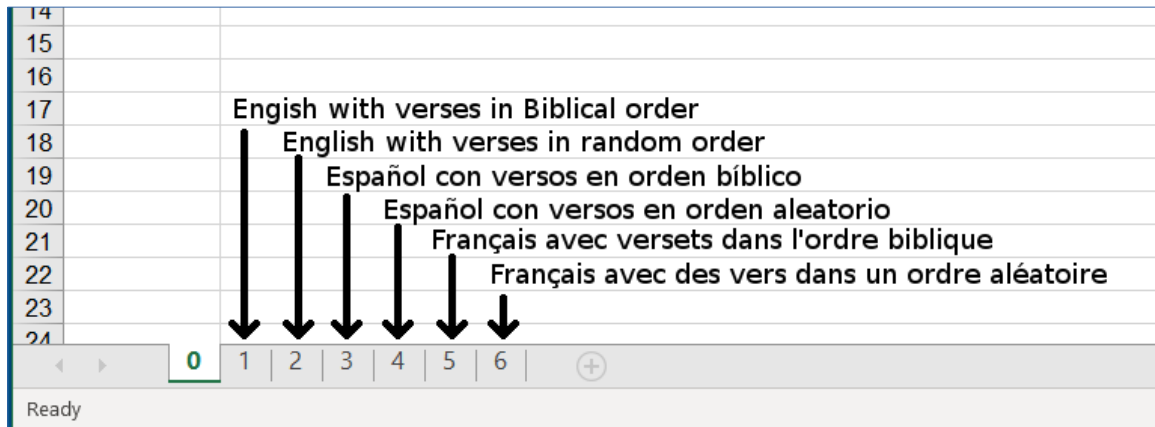 14
15
16
17 Engish with verses in Biblical order
18 English with verses in random order
19 Español con versos en orden bíblico
20 Español con versos en orden aleatorio
21 Français avec versets dans l'ordre biblique
22 Français avec des vers dans un ordre aléatoire
23
24
0 1 2 3 4 5 6
Ready